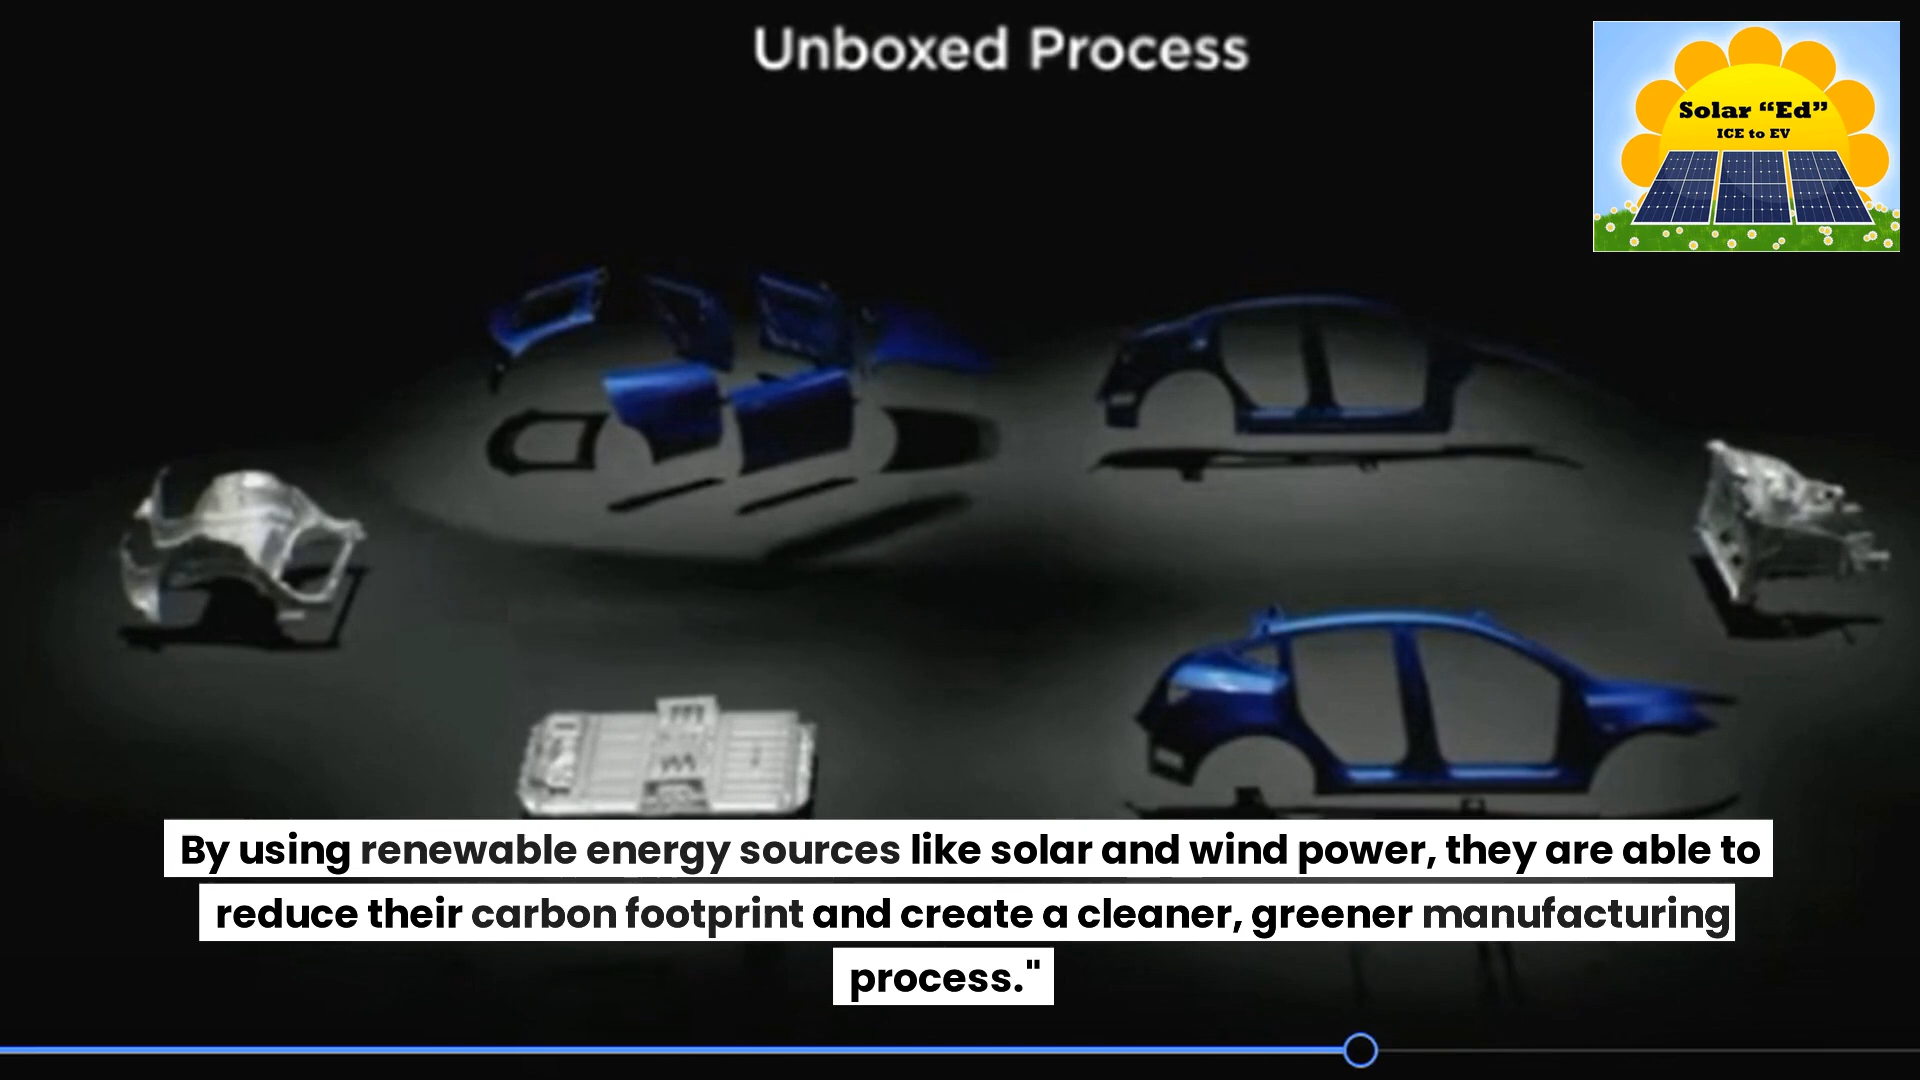 Unboxed Process
Solar “Ed”
ICE to EV
By using renewable energy sources like solar and wind power, they are able to
reduce their carbon footprint and create a cleaner, greener manufacturing
process."